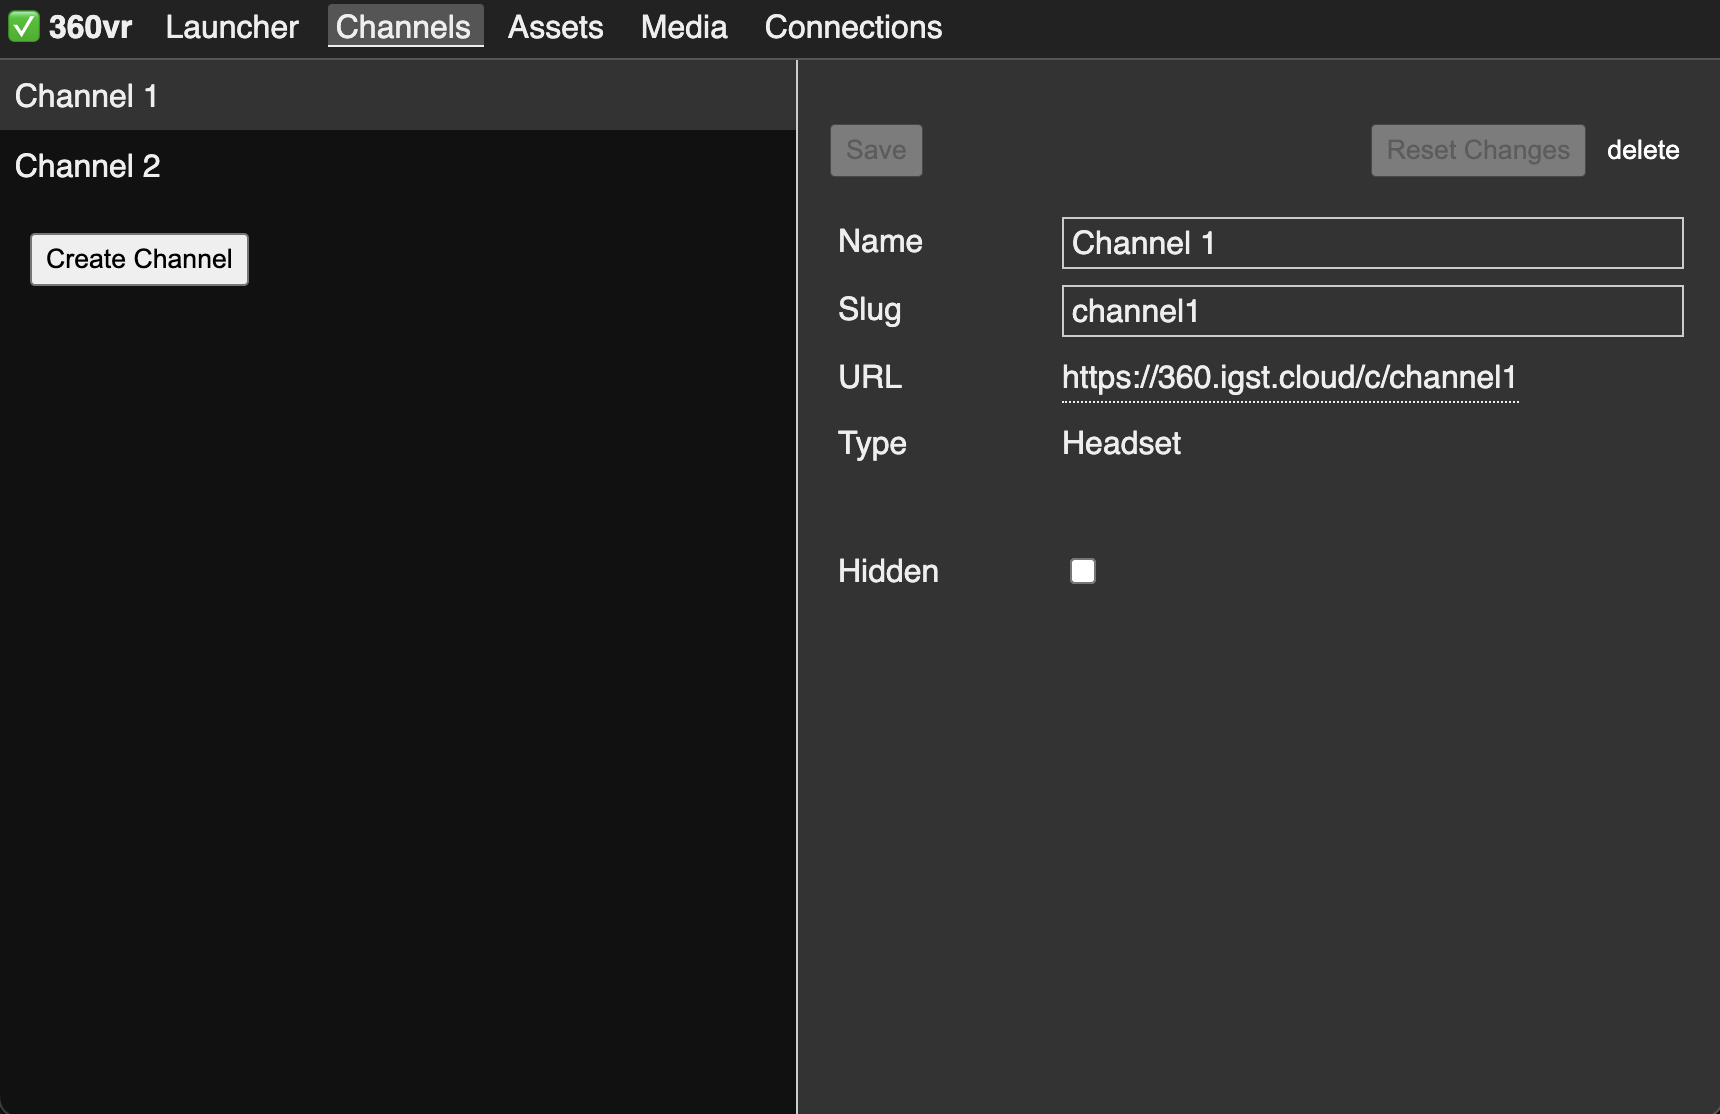 360vr Launcher Channels Assets Media Connections
Channel 1
Channel 2
Create Channel
Save Reset Changes delete
Name Channel 1
Slug channel1
URL https://360.igst.cloud/c/channel1
Type Headset
Hidden